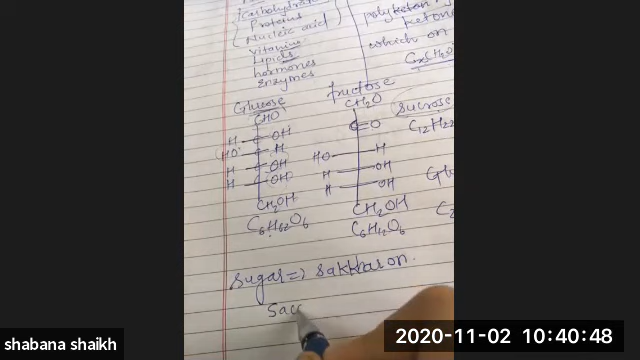 Carbohydrates
Proteins
Nucleic acid
Vitamins
Lipids
hormones
Enzymes
polyketon
ketone
which on
Glucose
CHO
H C OH
HO C H
H C OH
H C OH
CH2OH
C6H12O6
fructose
CH2O
C=O
HO H
H OH
H OH
CH2OH
C6H12O6
Sucrose
C12H22
Gl
Sugar => Sakkharon.
Sacc
shabana shaikh
2020-11-02 10:40:48